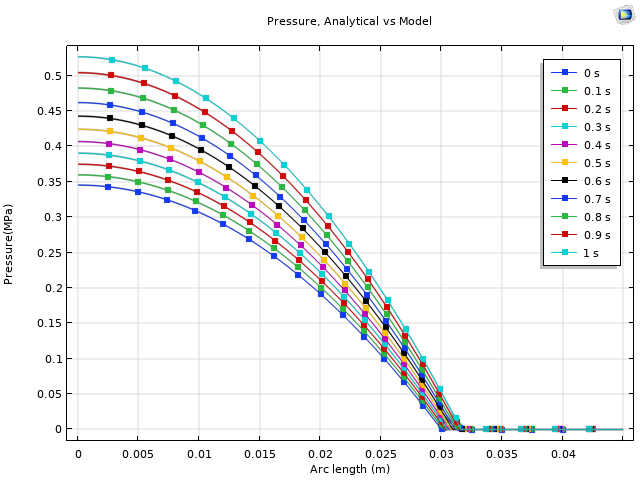 Pressure, Analytical vs Model
0.5
0.45
0.4
0.35
0.3
0.25
0.2
0.15
0.1
0.05
0
Pressure(MPa)
0 s
0.1 s
0.2 s
0.3 s
0.4 s
0.5 s
0.6 s
0.7 s
0.8 s
0.9 s
1 s
0 0.005 0.01 0.015 0.02 0.025 0.03 0.035 0.04
Arc length (m)